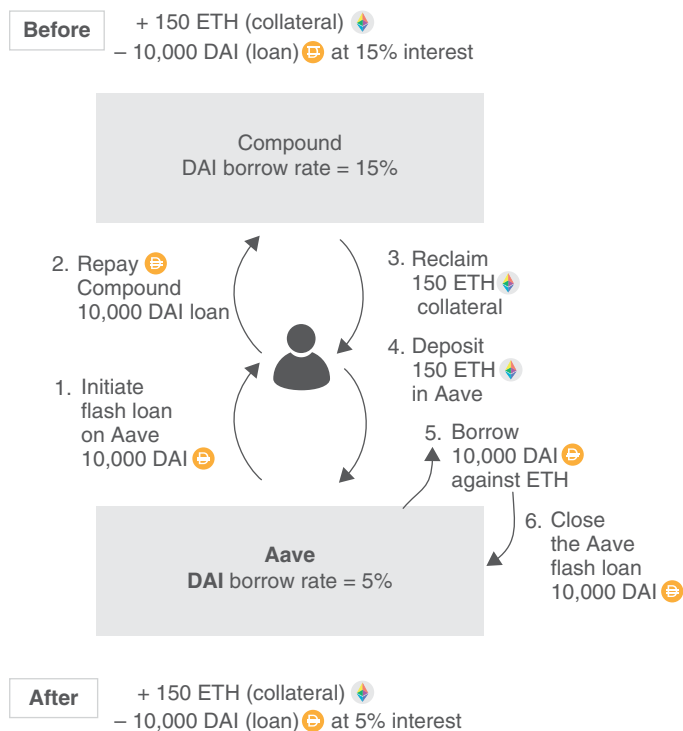 Before
+ 150 ETH (collateral)
– 10,000 DAI (loan) at 15% interest
Compound
DAI borrow rate = 15%
2. Repay
Compound
10,000 DAI loan
3. Reclaim
150 ETH
collateral
4. Deposit
150 ETH
in Aave
1. Initiate
flash loan
on Aave
10,000 DAI
5. Borrow
10,000 DAI
against ETH
6. Close
the Aave
flash loan
10,000 DAI
Aave
DAI borrow rate = 5%
After
+ 150 ETH (collateral)
– 10,000 DAI (loan) at 5% interest